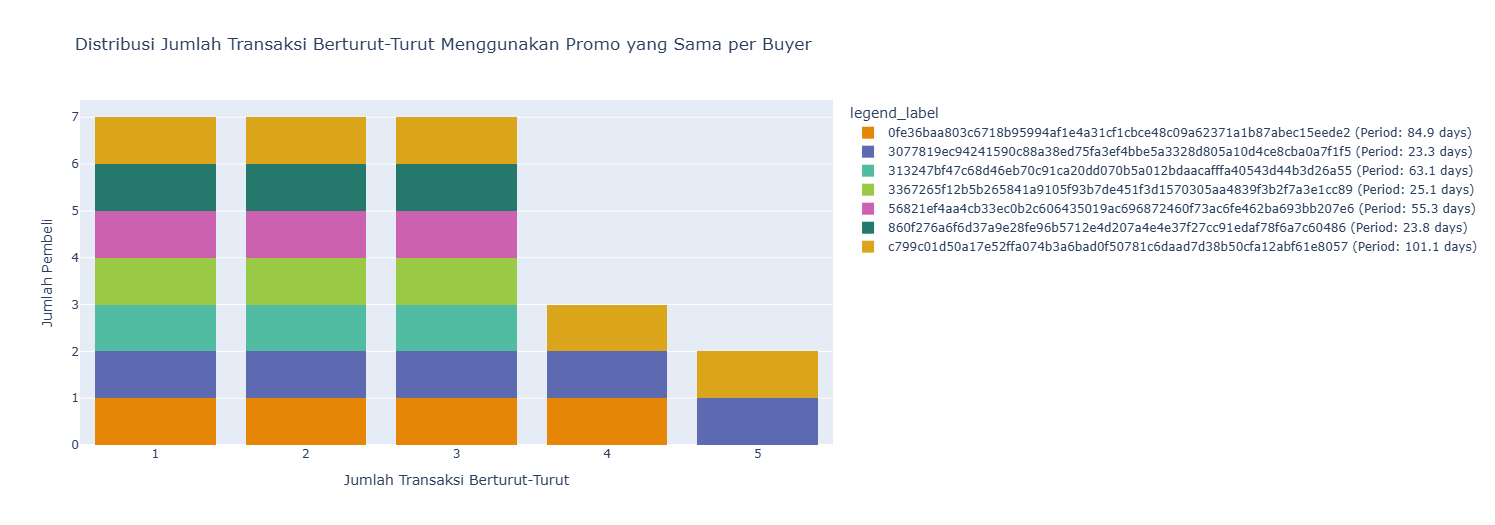 Distribusi Jumlah Transaksi Berturut-Turut Menggunakan Promo yang Sama per Buyer
legend_label
0fe36baa803c6718b95994af1e4a31cf1cbce48c09a62371a1b87abec15eede2 (Period: 84.9 days)
3077819ec94241590c88a38ed75fa3ef4bbe5a3328d805a10d4ce8cba0a7f1f5 (Period: 23.3 days)
313247bf47c68d46eb70c91ca20dd070b5a012bdaacafffa40543d44b3d26a55 (Period: 63.1 days)
3367265f12b5b265841a9105f93b7de451f3d1570305aa4839f3b2f7a3e1cc89 (Period: 25.1 days)
56821ef4aa4cb33ec0b2c606435019ac696872460f73ac6fe462ba693bb207e6 (Period: 55.3 days)
860f276a6f6d37a9e28fe96b5712e4d207a4e4e37f27cc91edaf78f6a7c60486 (Period: 23.8 days)
c799c01d50a17e52ffa074b3a6bad0f50781c6daad7d38b50cfa12abf61e8057 (Period: 101.1 days)
Jumlah Pembeli
7
6
5
4
3
2
1
0
1 2 3 4 5
Jumlah Transaksi Berturut-Turut